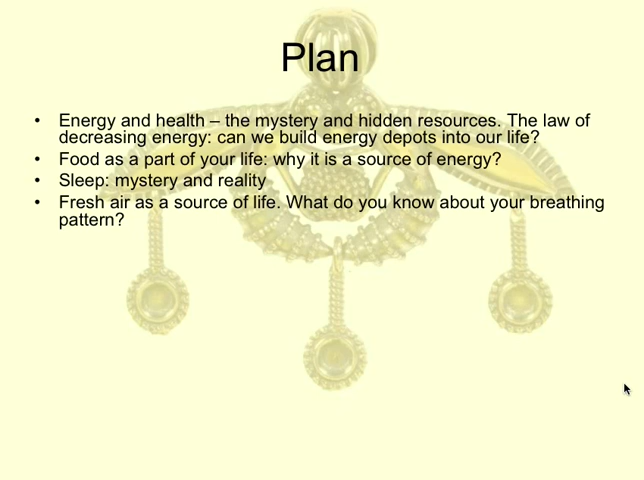 Plan
• Energy and health – the mystery and hidden resources. The law of
decreasing energy: can we build energy depots into our life?
• Food as a part of your life: why it is a source of energy?
• Sleep: mystery and reality
• Fresh air as a source of life. What do you know about your breathing
pattern?